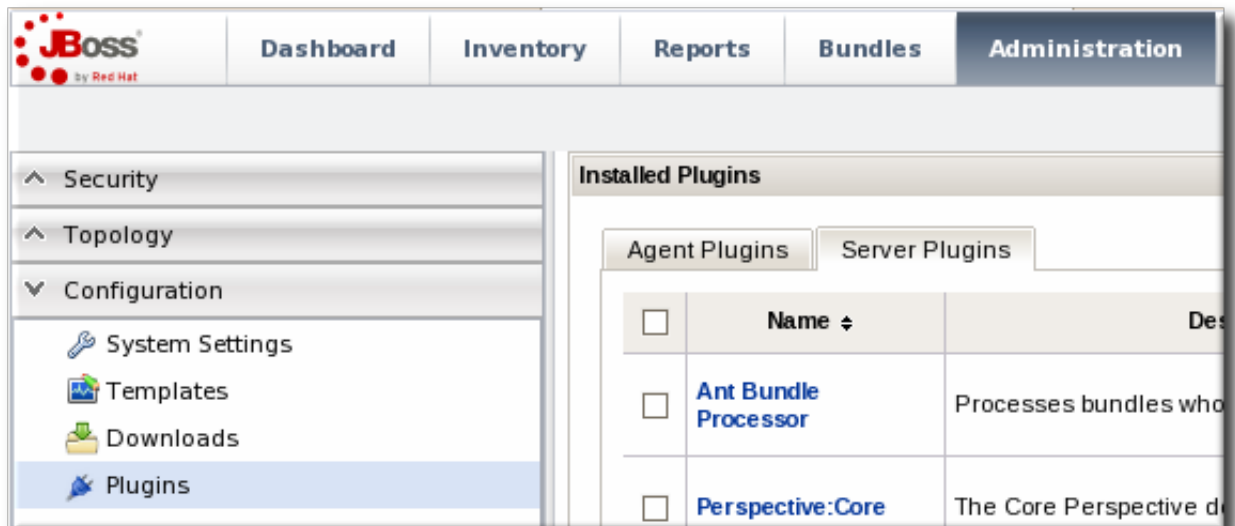 JBoss
by Red Hat
Dashboard
Inventory
Reports
Bundles
Administration
Security
Topology
Configuration
System Settings
Templates
Downloads
Plugins
Installed Plugins
Agent Plugins
Server Plugins
Name
Des
Ant Bundle
Processor
Processes bundles who
Perspective:Core
The Core Perspective d